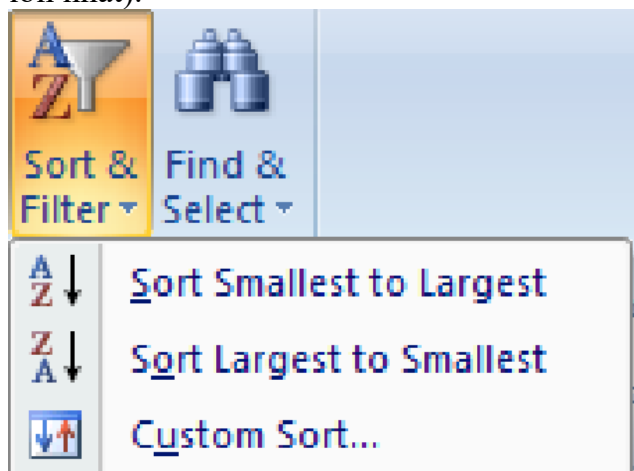 Sort & Find &
Filter Select
Sort Smallest to Largest
Sort Largest to Smallest
Custom Sort...